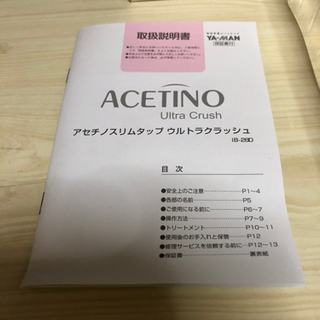 取扱説明書
YA-MAN
保証書付
ACETINO
Ultra Crush
アセチノスリムタップ ウルトラクラッシュ
IB-28D
目 次
●安全上のご注意 P1~4
●各部の名前 P5
●ご使用になる前に P6~7
●操作方法 P7~9
●トリートメント P10~11
●使用後のお手入れと保管 P12
●修理サービスを依頼する前に P12~13
●保証書 裏表紙